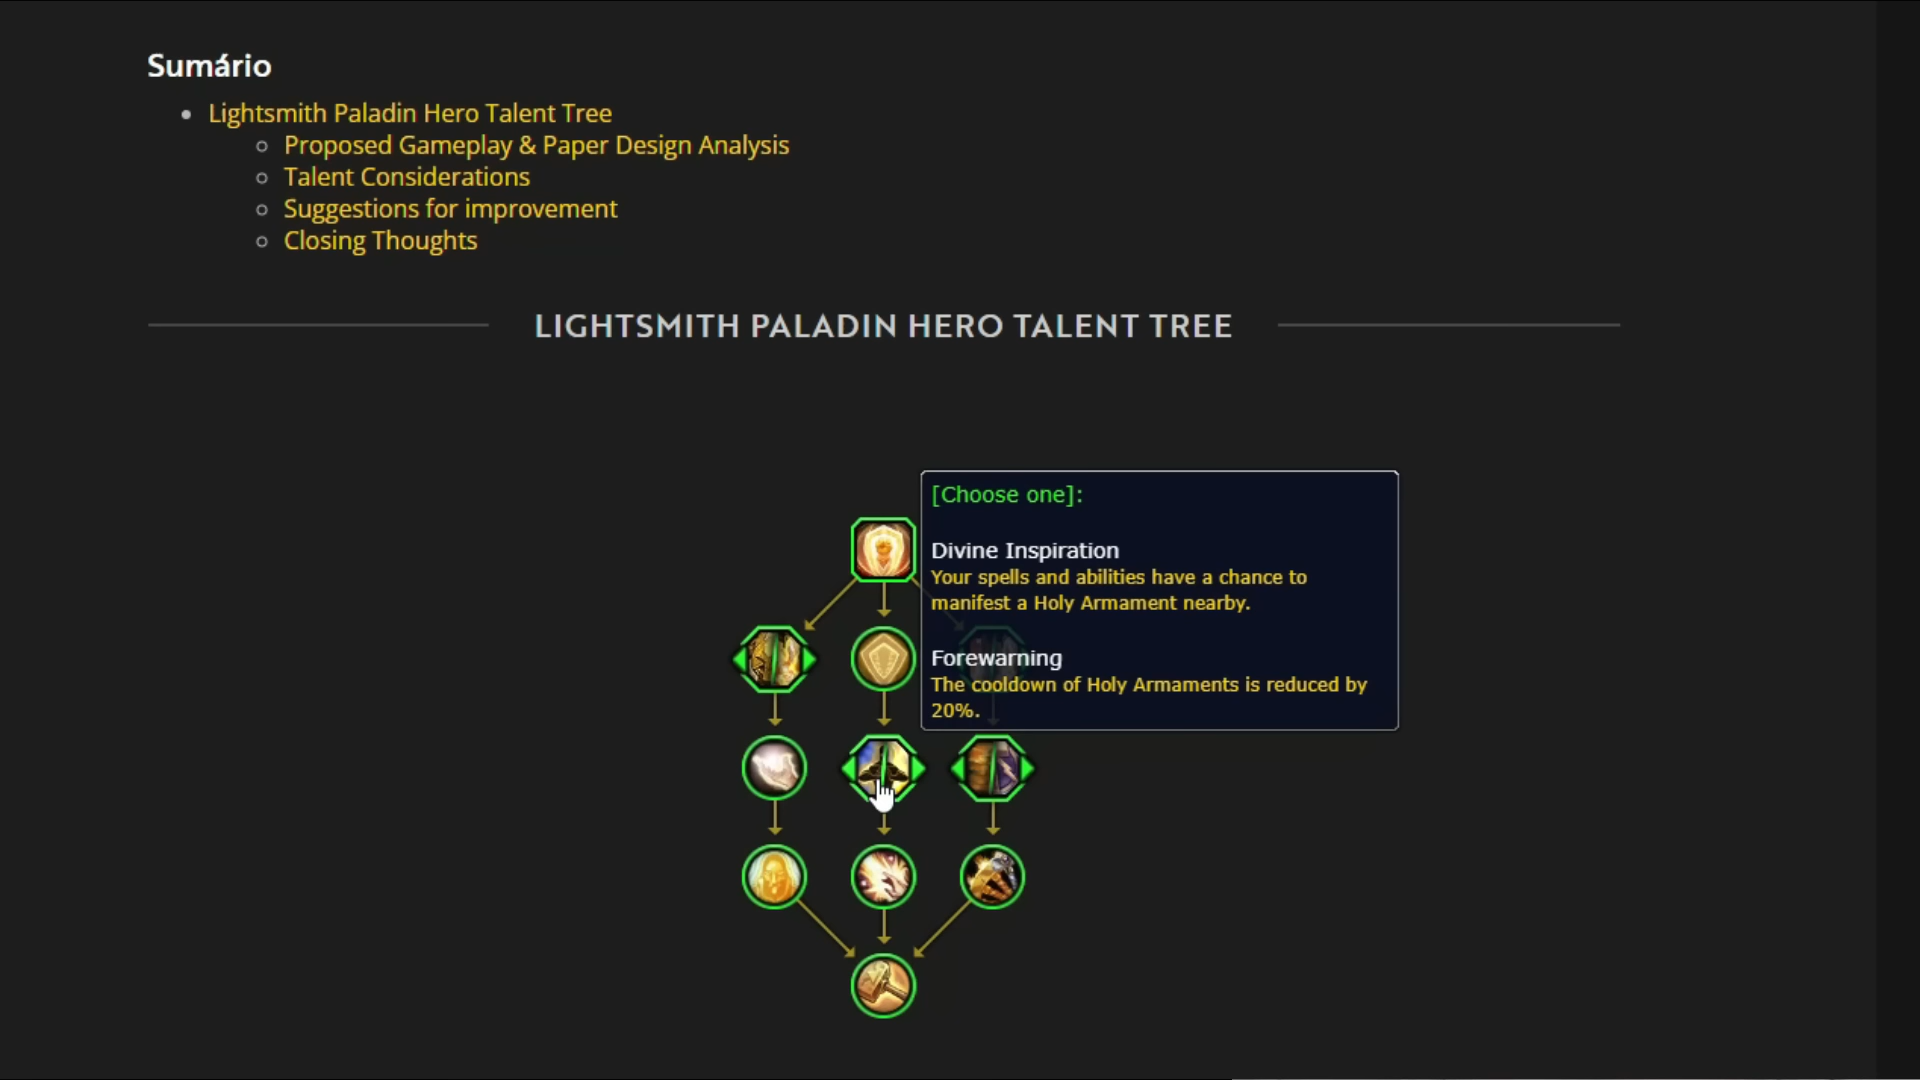 Sumário
Lightsmith Paladin Hero Talent Tree
Proposed Gameplay & Paper Design Analysis
Talent Considerations
Suggestions for improvement
Closing Thoughts
LIGHTSMITH PALADIN HERO TALENT TREE
[Choose one]:
Divine Inspiration
Your spells and abilities have a chance to
manifest a Holy Armament nearby.
Forewarning
The cooldown of Holy Armaments is reduced by
20%.